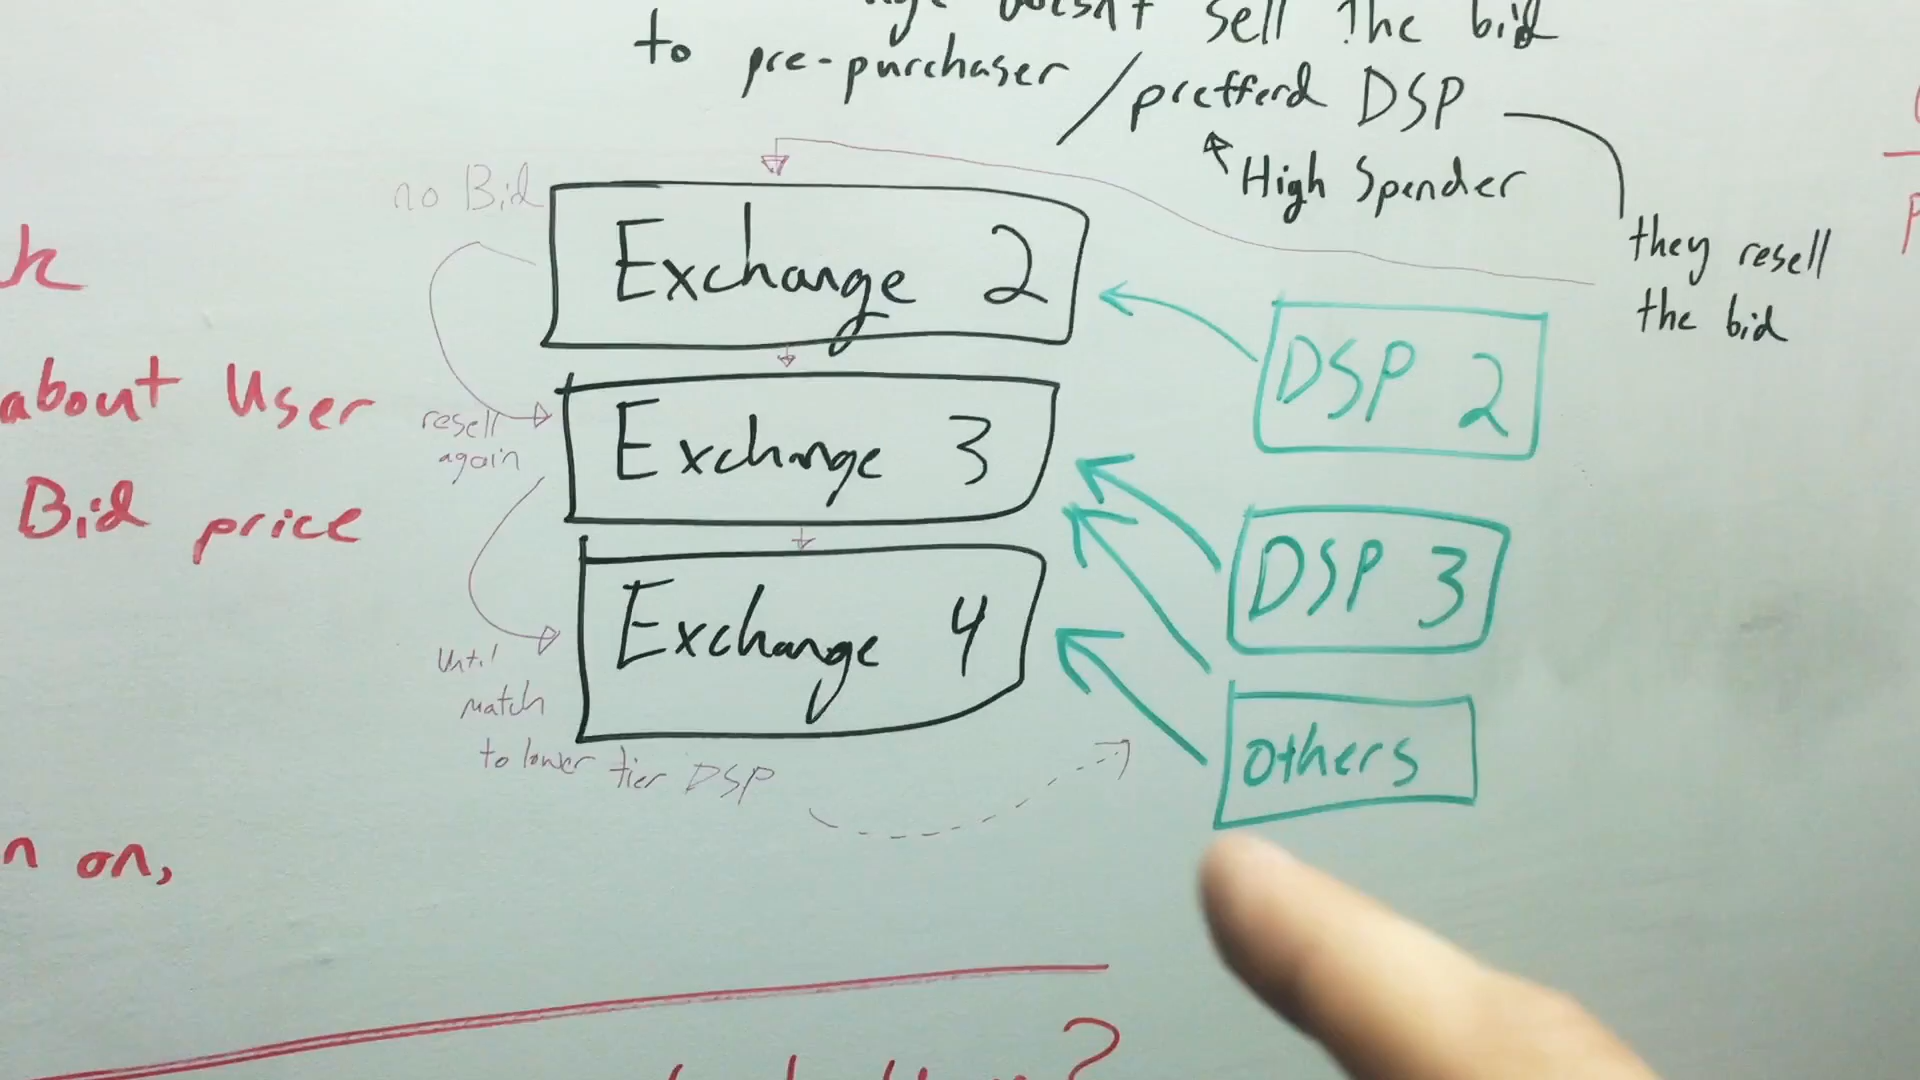 doesn't sell the bid
to pre-purchaser / preffferd DSP
High Spender
they resell
the bid
no Bid
Exchange 2
DSP 2
k
about User
resell
again
Exchange 3
Bid price
DSP 3
Exchange 4
Until
match
to lower tier DSP
others
n on,
?